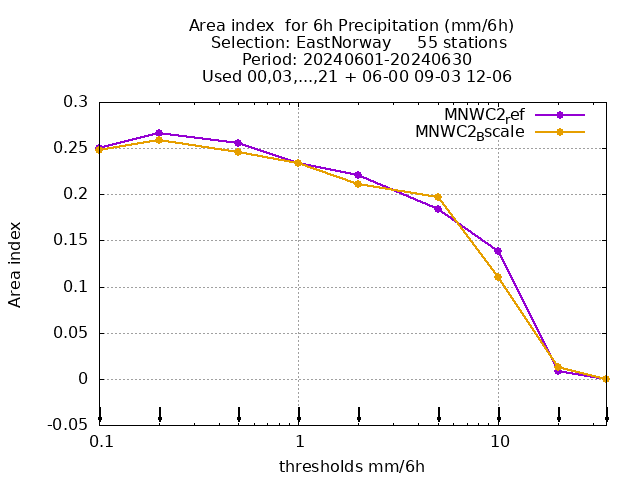 Area index  for 6h Precipitation (mm/6h)
Selection: EastNorway     55 stations
Period: 20240601-20240630
Used 00,03,...,21 + 06-00 09-03 12-06
0.3
MNWC2ref
MNWC2Bscale
0.25
0.2
0.15
0.1
0.05
0
-0.05
Area index
0.1
1
10
thresholds mm/6h